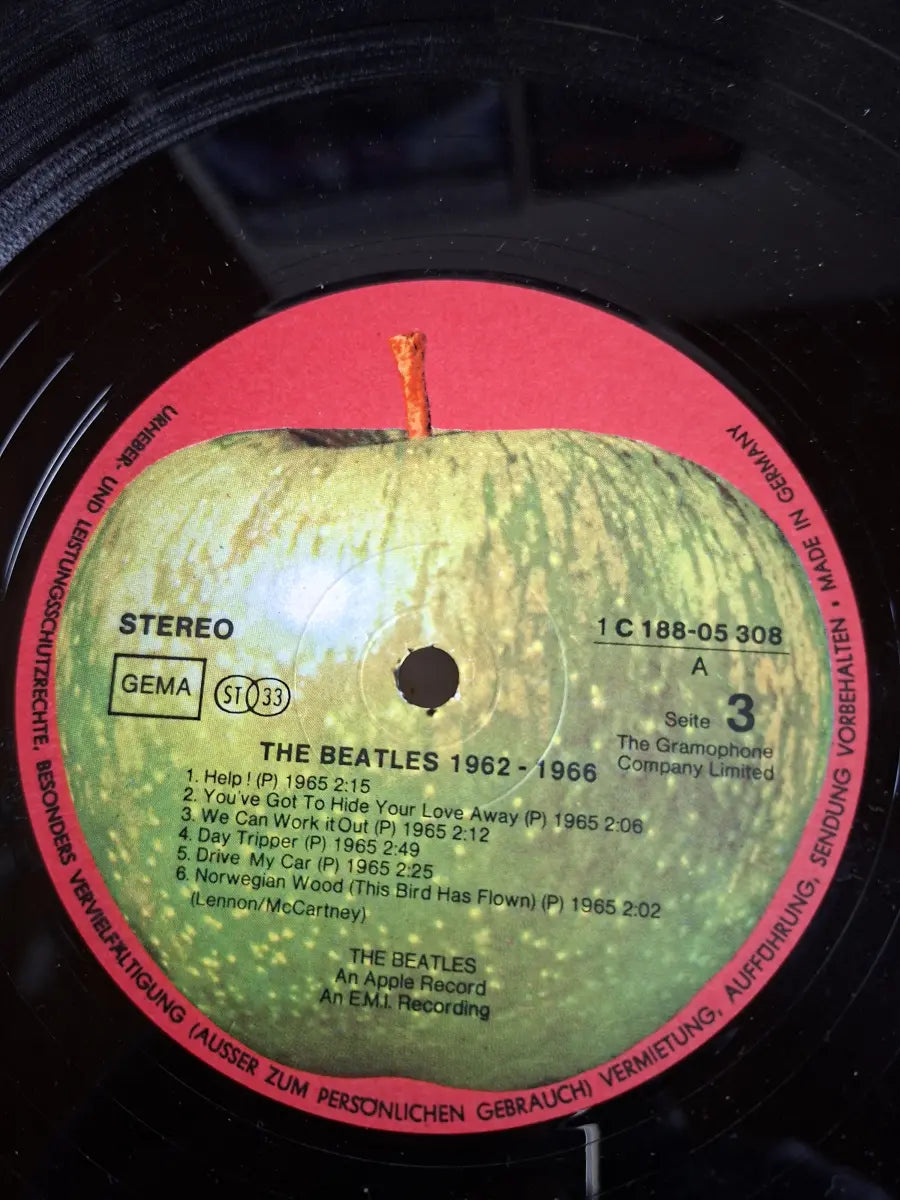 STEREO
GEMA
ST 33
1 C 188-05 308
A
Seite 3
The Gramophone
Company Limited
THE BEATLES 1962 - 1966
1. Help! (P) 1965 2:15
2. You've Got To Hide Your Love Away (P) 1965 2:06
3. We Can Work it Out (P) 1965 2:12
4. Day Tripper (P) 1965 2:49
5. Drive My Car (P) 1965 2:25
6. Norwegian Wood (This Bird Has Flown) (P) 1965 2:02
(Lennon/McCartney)
THE BEATLES
An Apple Record
An E.M.I. Recording
URHEBER- UND LEISTUNGSSCHUTZRECHTE, BESONDERS VERVIELFÄLTIGUNG (AUSSER ZUM PERSÖNLICHEN GEBRAUCH) VERMIETUNG, AUFFÜHRUNG, SENDUNG VORBEHALTEN • MADE IN GERMANY